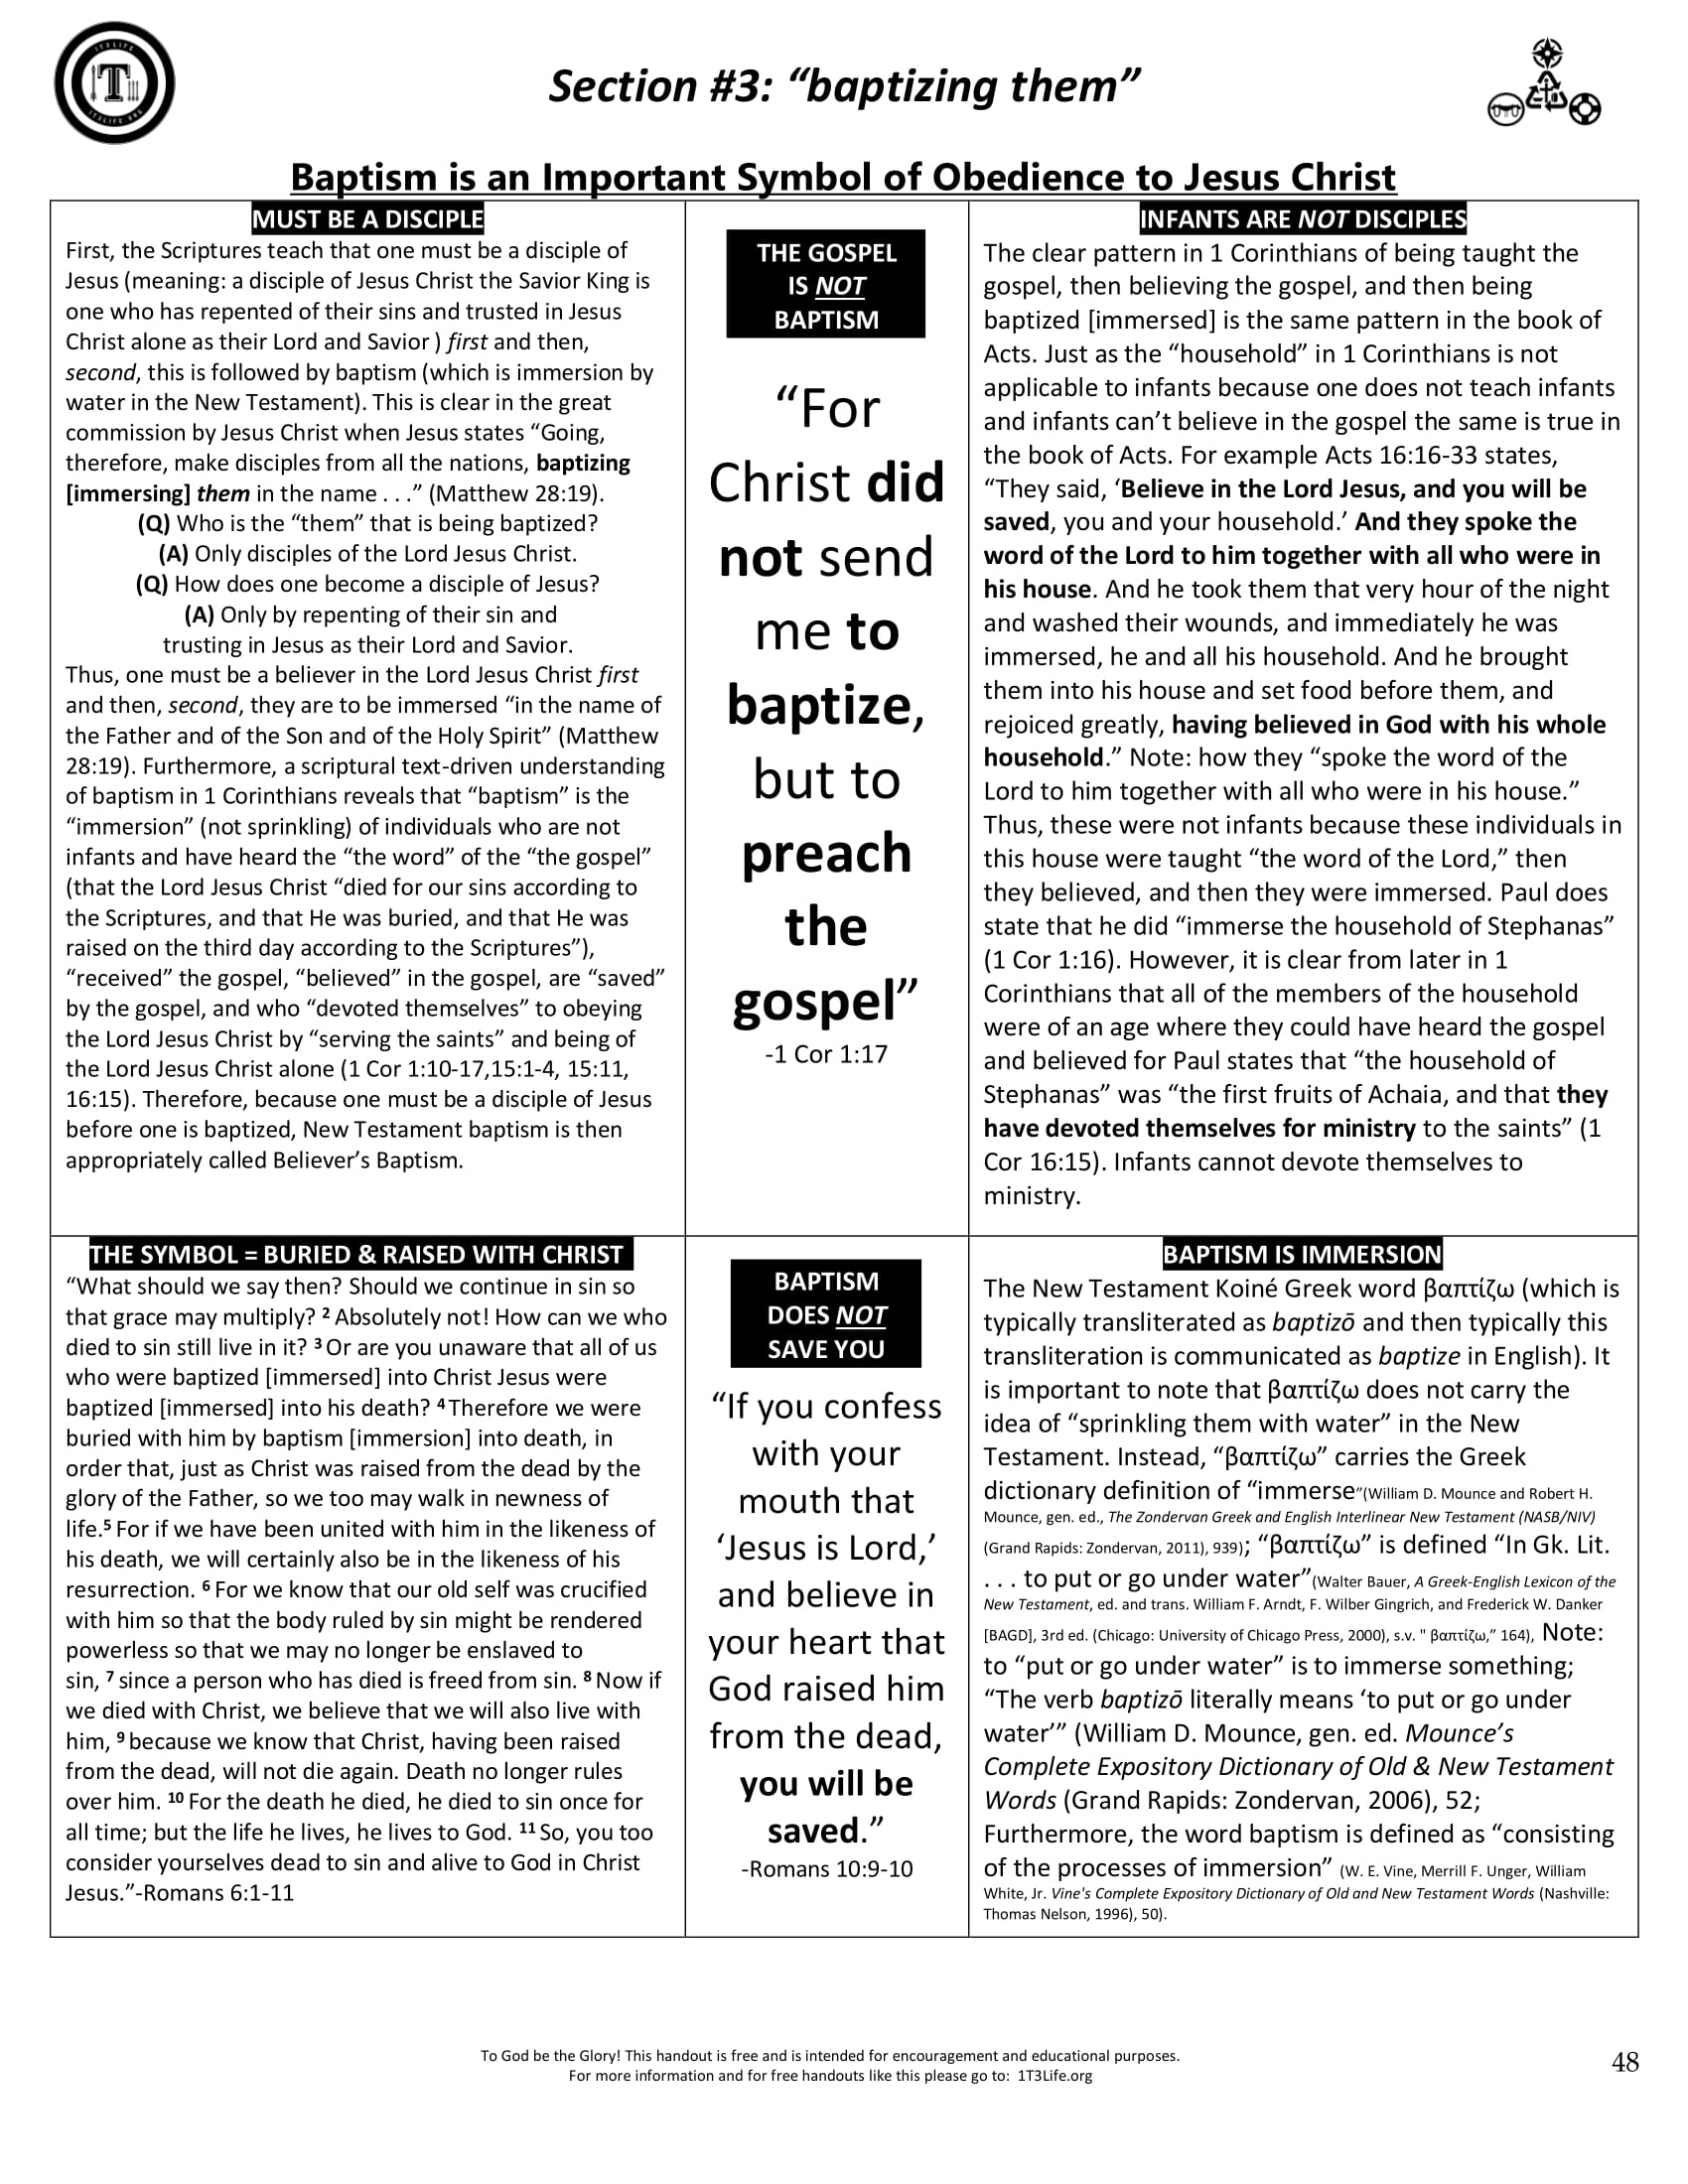 Section #3: “baptizing them”
Baptism is an Important Symbol of Obedience to Jesus Christ
MUST BE A DISCIPLE
First, the Scriptures teach that one must be a disciple of
Jesus (meaning: a disciple of Jesus Christ the Savior King is
one who has repented of their sins and trusted in Jesus
Christ alone as their Lord and Savior ) first and then,
second, this is followed by baptism (which is immersion by
water in the New Testament). This is clear in the great
commission by Jesus Christ when Jesus states “Going,
therefore, make disciples from all the nations, baptizing
[immersing] them in the name . . .” (Matthew 28:19).
(Q) Who is the “them” that is being baptized?
(A) Only disciples of the Lord Jesus Christ.
(Q) How does one become a disciple of Jesus?
(A) Only by repenting of their sin and
trusting in Jesus as their Lord and Savior.
Thus, one must be a believer in the Lord Jesus Christ first
and then, second, they are to be immersed “in the name of
the Father and of the Son and of the Holy Spirit” (Matthew
28:19). Furthermore, a scriptural text-driven understanding
of baptism in 1 Corinthians reveals that “baptism” is the
“immersion” (not sprinkling) of individuals who are not
infants and have heard the “the word” of the “the gospel”
(that the Lord Jesus Christ “died for our sins according to
the Scriptures, and that He was buried, and that He was
raised on the third day according to the Scriptures”),
“received” the gospel, “believed” in the gospel, are “saved”
by the gospel, and who “devoted themselves” to obeying
the Lord Jesus Christ by “serving the saints” and being of
the Lord Jesus Christ alone (1 Cor 1:10-17,15:1-4, 15:11,
16:15). Therefore, because one must be a disciple of Jesus
before one is baptized, New Testament baptism is then
appropriately called Believer’s Baptism.
THE GOSPEL
IS NOT
BAPTISM
“For
Christ did
not send
me to
baptize,
but to
preach
the
gospel”
-1 Cor 1:17
INFANTS ARE NOT DISCIPLES
The clear pattern in 1 Corinthians of being taught the
gospel, then believing the gospel, and then being
baptized [immersed] is the same pattern in the book of
Acts. Just as the “household” in 1 Corinthians is not
applicable to infants because one does not teach infants
and infants can’t believe in the gospel the same is true in
the book of Acts. For example Acts 16:16-33 states,
“They said, ‘Believe in the Lord Jesus, and you will be
saved, you and your household.’ And they spoke the
word of the Lord to him together with all who were in
his house. And he took them that very hour of the night
and washed their wounds, and immediately he was
immersed, he and all his household. And he brought
them into his house and set food before them, and
rejoiced greatly, having believed in God with his whole
household.” Note: how they “spoke the word of the
Lord to him together with all who were in his house.”
Thus, these were not infants because these individuals in
this house were taught “the word of the Lord,” then
they believed, and then they were immersed. Paul does
state that he did “immerse the household of Stephanas”
(1 Cor 1:16). However, it is clear from later in 1
Corinthians that all of the members of the household
were of an age where they could have heard the gospel
and believed for Paul states that “the household of
Stephanas” was “the first fruits of Achaia, and that they
have devoted themselves for ministry to the saints” (1
Cor 16:15). Infants cannot devote themselves to
ministry.
THE SYMBOL = BURIED & RAISED WITH CHRIST
“What should we say then? Should we continue in sin so
that grace may multiply? 2 Absolutely not! How can we who
died to sin still live in it? 3 Or are you unaware that all of us
who were baptized [immersed] into Christ Jesus were
baptized [immersed] into his death? 4 Therefore we were
buried with him by baptism [immersion] into death, in
order that, just as Christ was raised from the dead by the
glory of the Father, so we too may walk in newness of
life.5 For if we have been united with him in the likeness of
his death, we will certainly also be in the likeness of his
resurrection. 6 For we know that our old self was crucified
with him so that the body ruled by sin might be rendered
powerless so that we may no longer be enslaved to
sin, 7 since a person who has died is freed from sin. 8 Now if
we died with Christ, we believe that we will also live with
him, 9 because we know that Christ, having been raised
from the dead, will not die again. Death no longer rules
over him. 10 For the death he died, he died to sin once for
all time; but the life he lives, he lives to God. 11 So, you too
consider yourselves dead to sin and alive to God in Christ
Jesus.”-Romans 6:1-11
BAPTISM
DOES NOT
SAVE YOU
“If you confess
with your
mouth that
‘Jesus is Lord,’
and believe in
your heart that
God raised him
from the dead,
you will be
saved.”
-Romans 10:9-10
BAPTISM IS IMMERSION
The New Testament Koiné Greek word βαπτίζω (which is
typically transliterated as baptizō and then typically this
transliteration is communicated as baptize in English). It
is important to note that βαπτίζω does not carry the
idea of “sprinkling them with water” in the New
Testament. Instead, “βαπτίζω” carries the Greek
dictionary definition of “immerse”(William D. Mounce and Robert H.
Mounce, gen. ed., The Zondervan Greek and English Interlinear New Testament (NASB/NIV)
(Grand Rapids: Zondervan, 2011), 939); “βαπτίζω” is defined “In Gk. Lit.
. . . to put or go under water”(Walter Bauer, A Greek-English Lexicon of the
New Testament, ed. and trans. William F. Arndt, F. Wilber Gingrich, and Frederick W. Danker
[BAGD], 3rd ed. (Chicago: University of Chicago Press, 2000), s.v. " βαπτίζω,” 164), Note:
to “put or go under water” is to immerse something;
“The verb baptizō literally means ‘to put or go under
water’” (William D. Mounce, gen. ed. Mounce’s
Complete Expository Dictionary of Old & New Testament
Words (Grand Rapids: Zondervan, 2006), 52;
Furthermore, the word baptism is defined as “consisting
of the processes of immersion” (W. E. Vine, Merrill F. Unger, William
White, Jr. Vine's Complete Expository Dictionary of Old and New Testament Words (Nashville:
Thomas Nelson, 1996), 50).
To God be the Glory! This handout is free and is intended for encouragement and educational purposes.
For more information and for free handouts like this please go to: 1T3Life.org
48